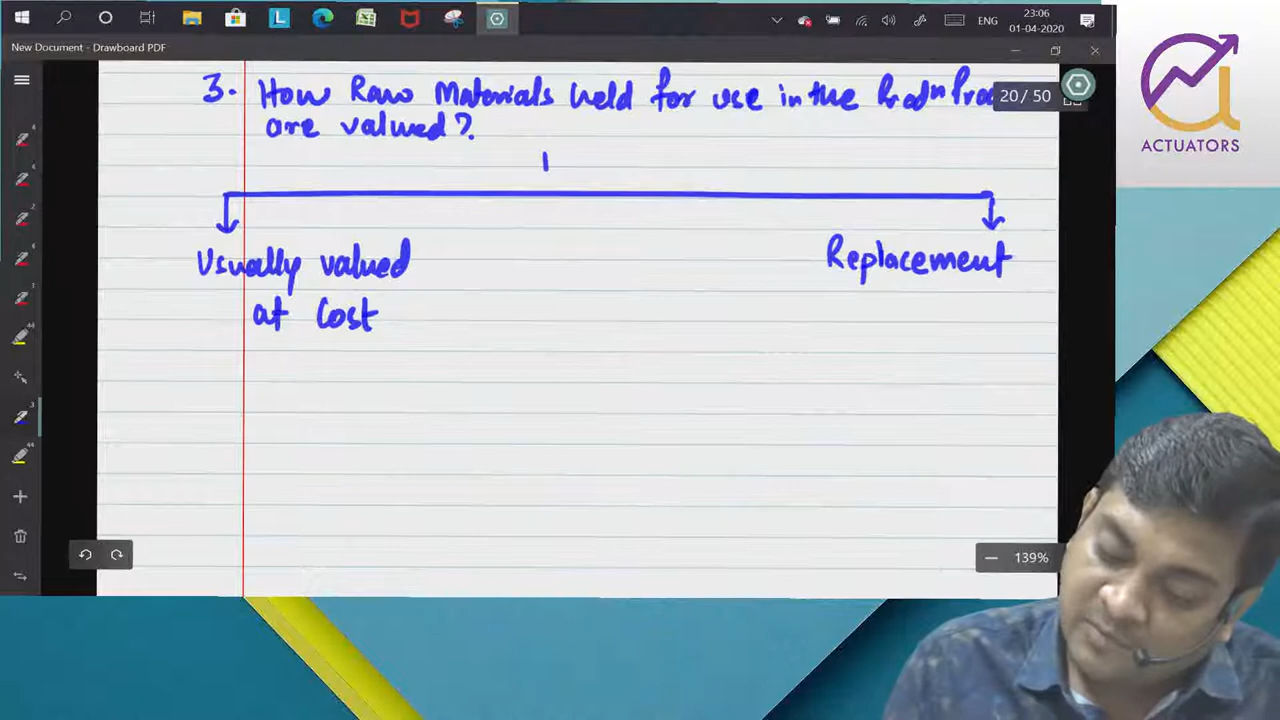 23:06
ENG
01-04-2020
New Document - Drawboard PDF
3. How Raw Materials held for use in the Prodn
20 / 50
are valued?
ACTUATORS
Usually valued
Replacement
at Cost
139%